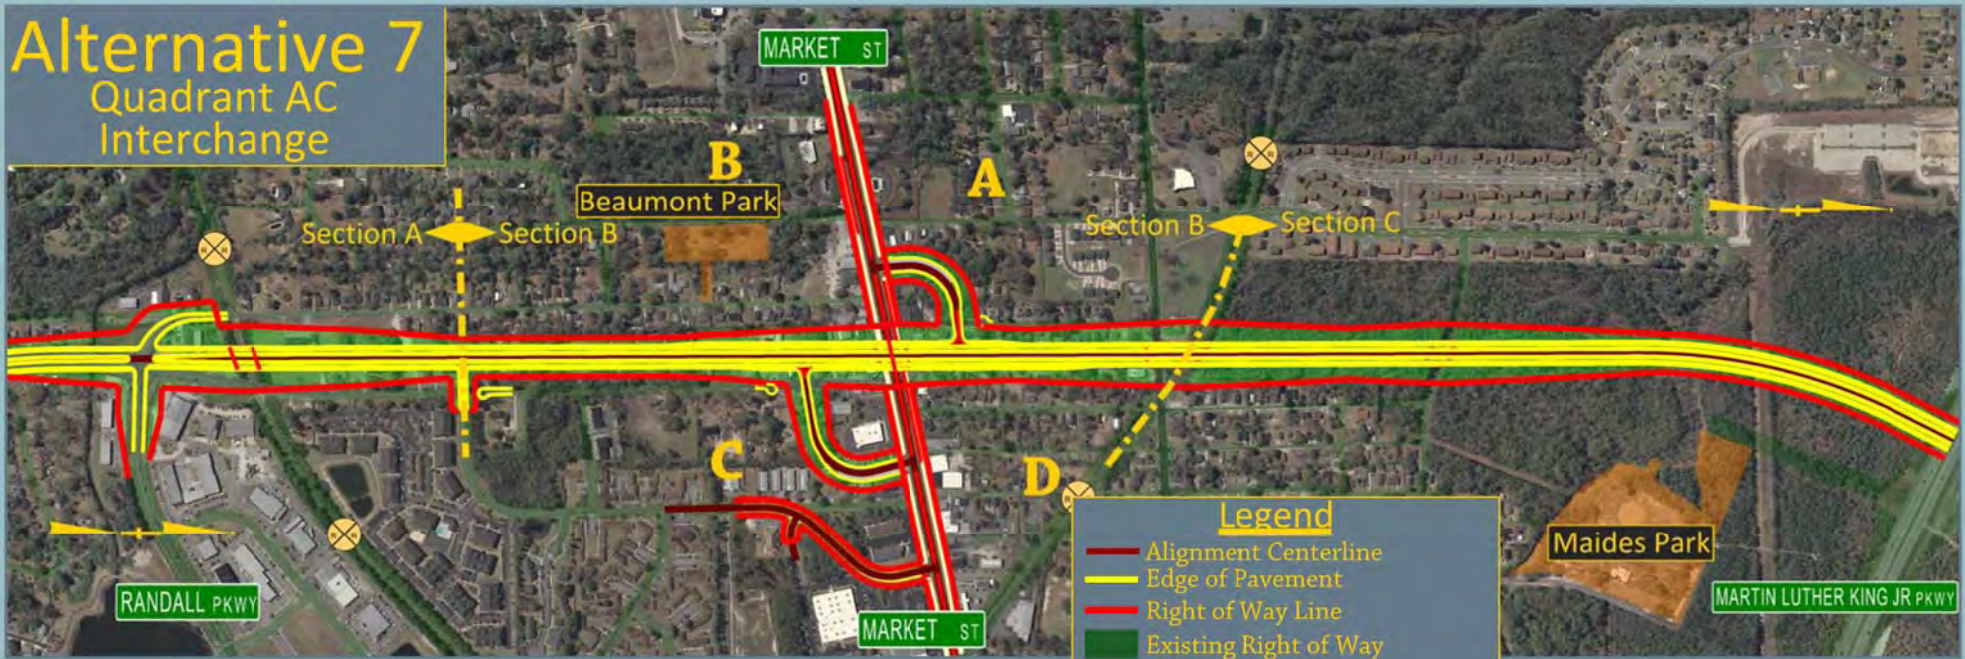 Alternative 7
Quadrant AC
Interchange
MARKET ST
B
A
Beaumont Park
Section A
Section B
Section B
Section C
C
D
RANDALL PKWY
MARKET ST
Maides Park
MARTIN LUTHER KING JR PKWY
Legend
Alignment Centerline
Edge of Pavement
Right of Way Line
Existing Right of Way